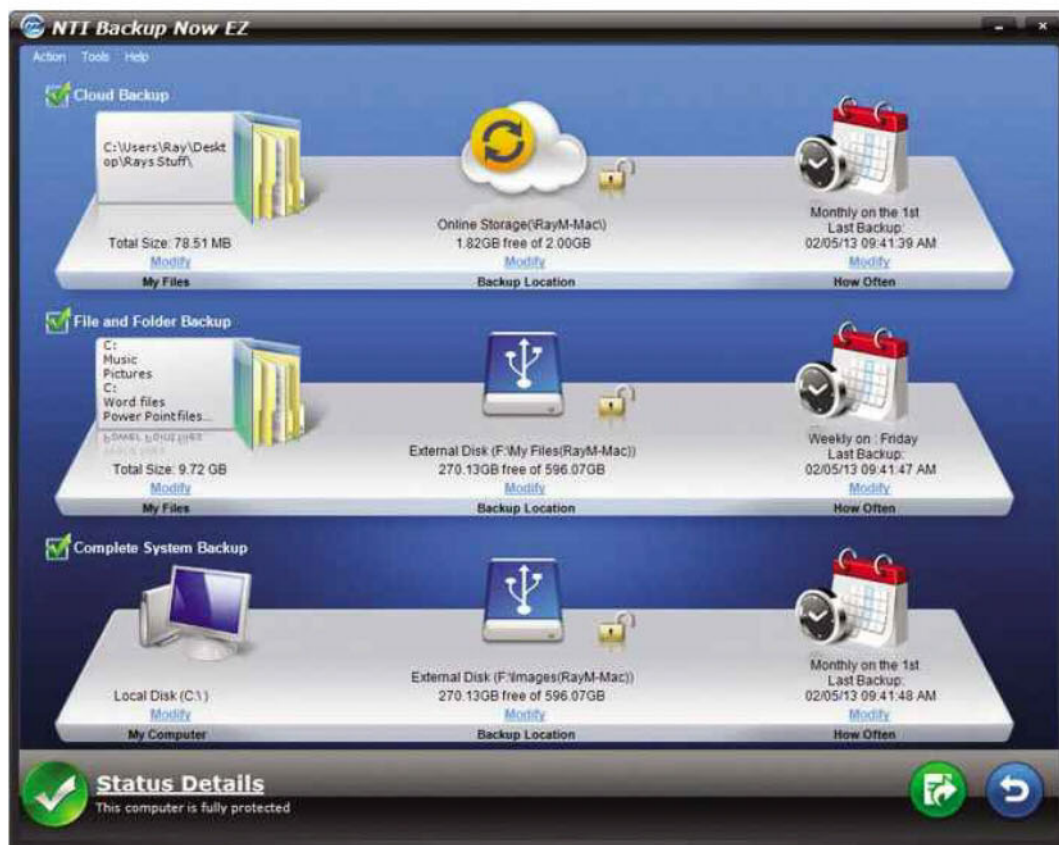 NTI Backup Now EZ
Action Tools Help
Cloud Backup
C:\Users\Ray\Deskt
op\Rays Stuff\
Total Size: 78.51 MB
Modify
My Files
Online Storage(\RayM-Mac\)
1.82GB free of 2.00GB
Modify
Backup Location
Monthly on the 1st
Last Backup:
02/05/13 09:41:39 AM
Modify
How Often
File and Folder Backup
C:
Music
Pictures
C:
Word files
Power Point files...
Total Size: 9.72 GB
Modify
My Files
External Disk (F:\My Files(RayM-Mac))
270.13GB free of 596.07GB
Modify
Backup Location
Weekly on : Friday
Last Backup:
02/05/13 09:41:47 AM
Modify
How Often
Complete System Backup
Local Disk (C:\ )
Modify
My Computer
External Disk (F:\Images(RayM-Mac))
270.13GB free of 596.07GB
Modify
Backup Location
Monthly on the 1st
Last Backup:
02/05/13 09:41:48 AM
Modify
How Often
Status Details
This computer is fully protected